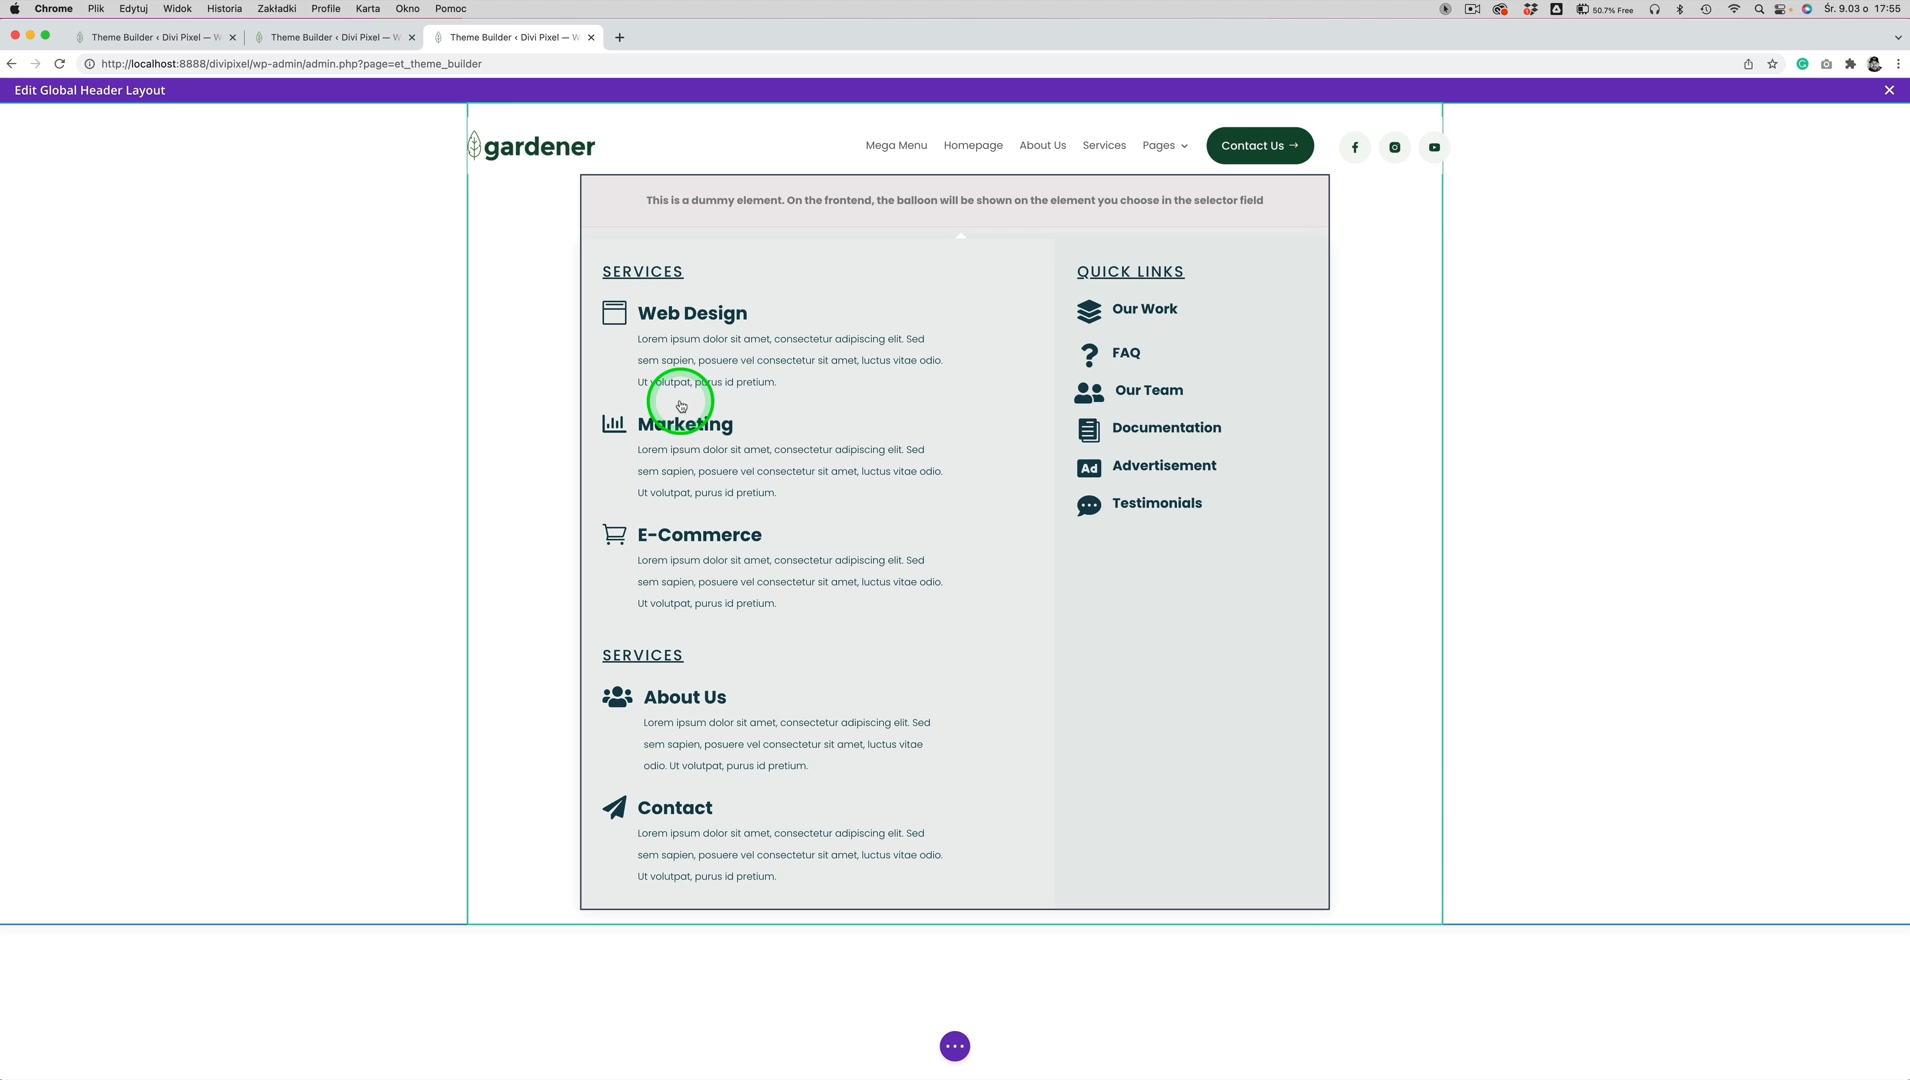 Chrome Plik Edytuj Widok Historia Zakładki Profile Karta Okno Pomoc 50.7% Free Śr. 9.03 o 17:55
Theme Builder ‹ Divi Pixel — W Theme Builder ‹ Divi Pixel — W Theme Builder ‹ Divi Pixel — W
http://localhost:8888/divipixel/wp-admin/admin.php?page=et_theme_builder
Edit Global Header Layout
gardener Mega Menu Homepage About Us Services Pages Contact Us →
This is a dummy element. On the frontend, the balloon will be shown on the element you choose in the selector field
SERVICES
Web Design
Lorem ipsum dolor sit amet, consectetur adipiscing elit. Sed
sem sapien, posuere vel consectetur sit amet, luctus vitae odio.
Ut volutpat, purus id pretium.
Marketing
Lorem ipsum dolor sit amet, consectetur adipiscing elit. Sed
sem sapien, posuere vel consectetur sit amet, luctus vitae odio.
Ut volutpat, purus id pretium.
E-Commerce
Lorem ipsum dolor sit amet, consectetur adipiscing elit. Sed
sem sapien, posuere vel consectetur sit amet, luctus vitae odio.
Ut volutpat, purus id pretium.
SERVICES
About Us
Lorem ipsum dolor sit amet, consectetur adipiscing elit. Sed
sem sapien, posuere vel consectetur sit amet, luctus vitae
odio. Ut volutpat, purus id pretium.
Contact
Lorem ipsum dolor sit amet, consectetur adipiscing elit. Sed
sem sapien, posuere vel consectetur sit amet, luctus vitae odio.
Ut volutpat, purus id pretium.
QUICK LINKS
Our Work
FAQ
Our Team
Documentation
Ad Advertisement
Testimonials